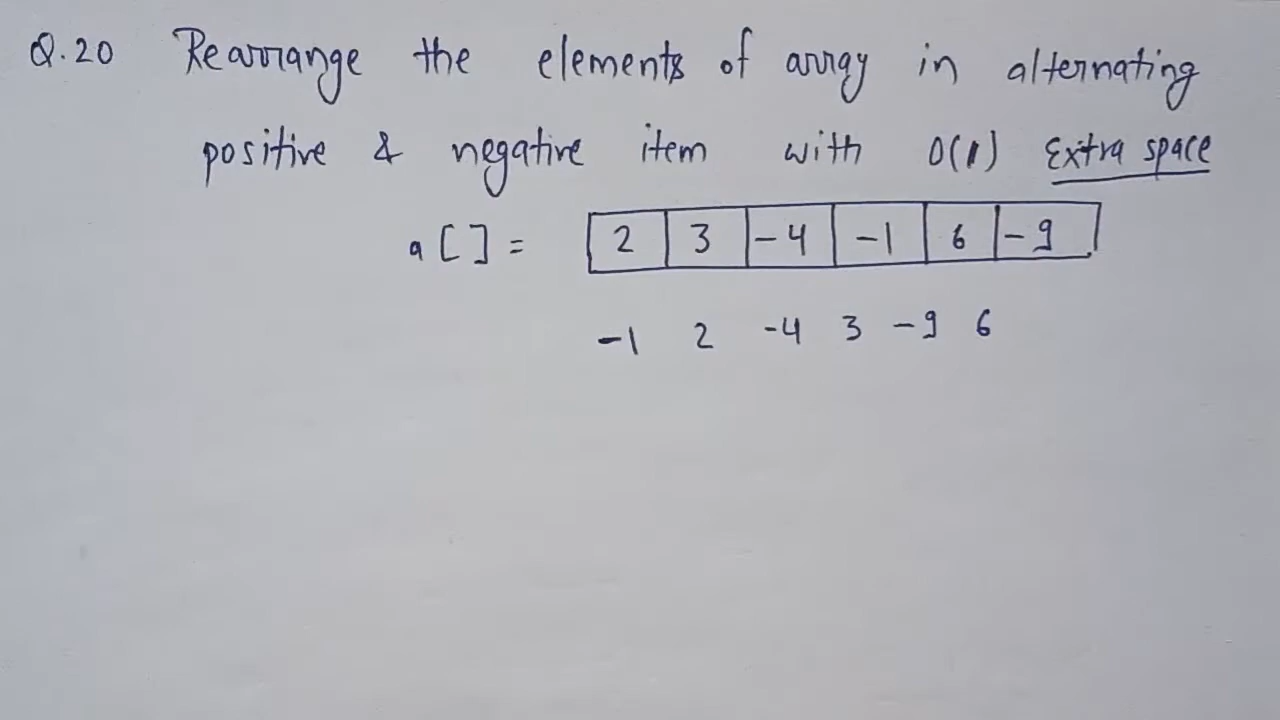 Q.20 Rearrange the elements of array in alternating
positive & negative item with O(1) Extra space
a [ ] = 2 3 -4 -1 6 -9
-1 2 -4 3 -9 6